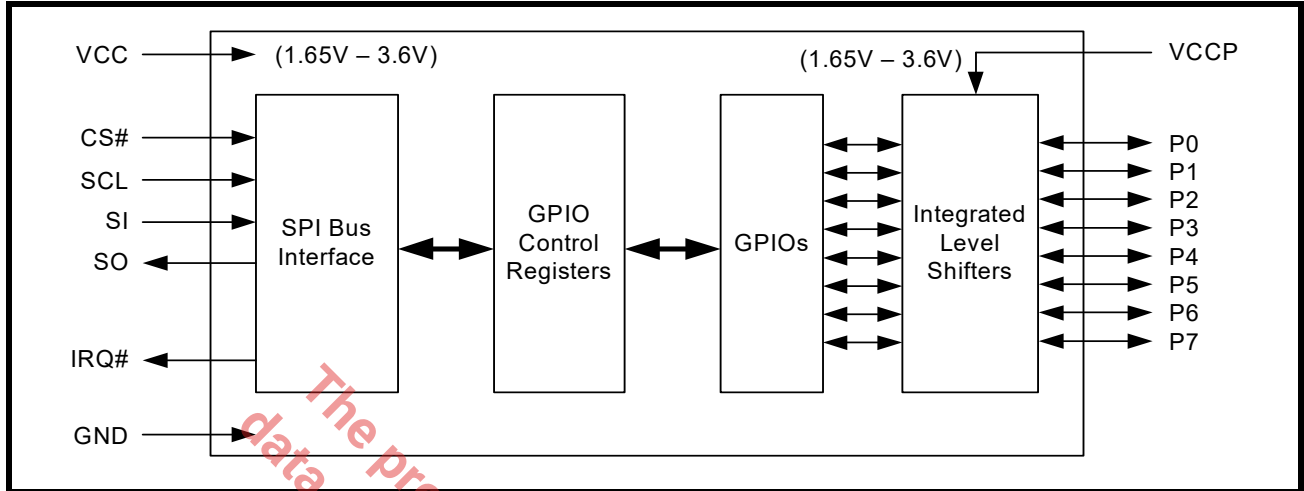 VCC
(1.65V – 3.6V)
(1.65V – 3.6V)
VCCP
CS#
SCL
SI
SO
IRQ#
GND
SPI Bus
Interface
GPIO
Control
Registers
GPIOs
Integrated
Level
Shifters
P0
P1
P2
P3
P4
P5
P6
P7
The
data